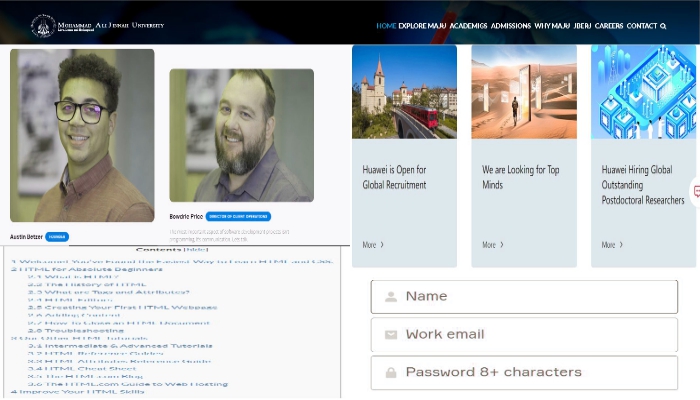 MOHAMMAD ALI JINNAH UNIVERSITY
HOME EXPLORE MAJU ACADEMICS ADMISSIONS WHY MAJU JBERJ CAREERS CONTACT
Austin Betzer
FOUNDER
Bowdrie Price DIRECTOR OF CLIENT OPERATIONS
Huawei is Open for
Global Recruitment
More
We are Looking for Top
Minds
More
Huawei Hiring Global
Outstanding
Postdoctoral Researchers
More
Contents [hide]
1 Welcome! You've Found the Easiest Way to Learn HTML and CSS.
2 HTML for Absolute Beginners
2.1 What is HTML?
2.2 The History of HTML
2.3 What are Tags and Attributes?
2.4 HTML Editors
2.5 Creating Your First HTML Webpage
2.6 Adding Content
2.7 How To Close an HTML Document
2.8 Troubleshooting
3 Our Other HTML Tutorials
3.1 Intermediate & Advanced Tutorials
3.2 HTML Reference Guides
3.3 HTML Attributes Reference Guide
3.4 HTML Cheat Sheet
3.5 The HTML.com Blog
3.6 The HTML.com Guide to Web Hosting
4 Improve Your HTML Skills
Name
Work email
Password 8+ characters